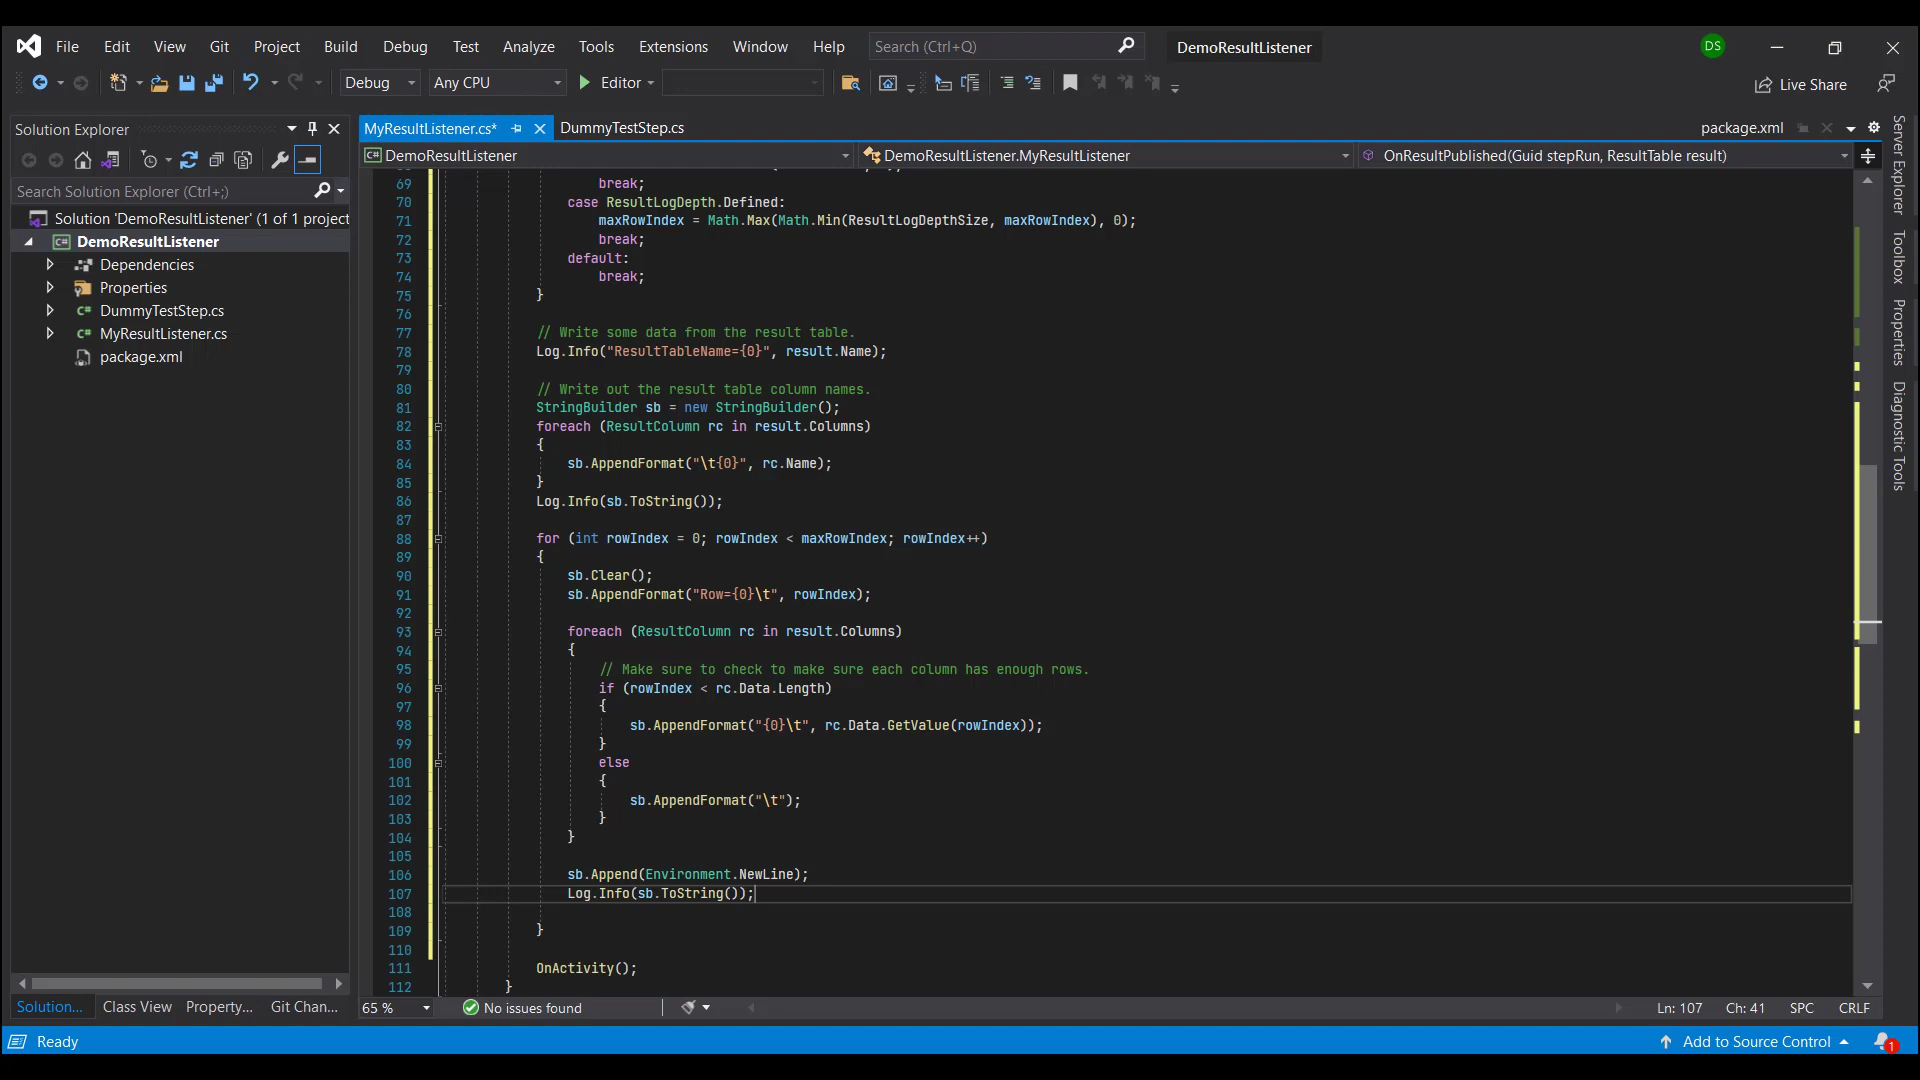 File Edit View Git Project Build Debug Test Analyze Tools Extensions Window Help Search (Ctrl+Q) DemoResultListener DS
Debug Any CPU Editor Live Share
Solution Explorer
Search Solution Explorer (Ctrl+;)
Solution 'DemoResultListener' (1 of 1 project
DemoResultListener
Dependencies
Properties
DummyTestStep.cs
MyResultListener.cs
package.xml
Solution... Class View Property... Git Chan...
MyResultListener.cs* DummyTestStep.cs package.xml
DemoResultListener DemoResultListener.MyResultListener OnResultPublished(Guid stepRun, ResultTable result)
69 break;
70 case ResultLogDepth.Defined:
71 maxRowIndex = Math.Max(Math.Min(ResultLogDepthSize, maxRowIndex), 0);
72 break;
73 default:
74 break;
75 }
76
77 // Write some data from the result table.
78 Log.Info("ResultTableName={0}", result.Name);
79
80 // Write out the result table column names.
81 StringBuilder sb = new StringBuilder();
82 foreach (ResultColumn rc in result.Columns)
83 {
84 sb.AppendFormat("\t{0}", rc.Name);
85 }
86 Log.Info(sb.ToString());
87
88 for (int rowIndex = 0; rowIndex < maxRowIndex; rowIndex++)
89 {
90 sb.Clear();
91 sb.AppendFormat("Row={0}\t", rowIndex);
92
93 foreach (ResultColumn rc in result.Columns)
94 {
95 // Make sure to check to make sure each column has enough rows.
96 if (rowIndex < rc.Data.Length)
97 {
98 sb.AppendFormat("{0}\t", rc.Data.GetValue(rowIndex));
99 }
100 else
101 {
102 sb.AppendFormat("\t");
103 }
104 }
105
106 sb.Append(Environment.NewLine);
107 Log.Info(sb.ToString());
108
109 }
110
111 OnActivity();
112 }
65 % No issues found Ln: 107 Ch: 41 SPC CRLF
Server Explorer
Toolbox
Properties
Diagnostic Tools
Ready Add to Source Control 1